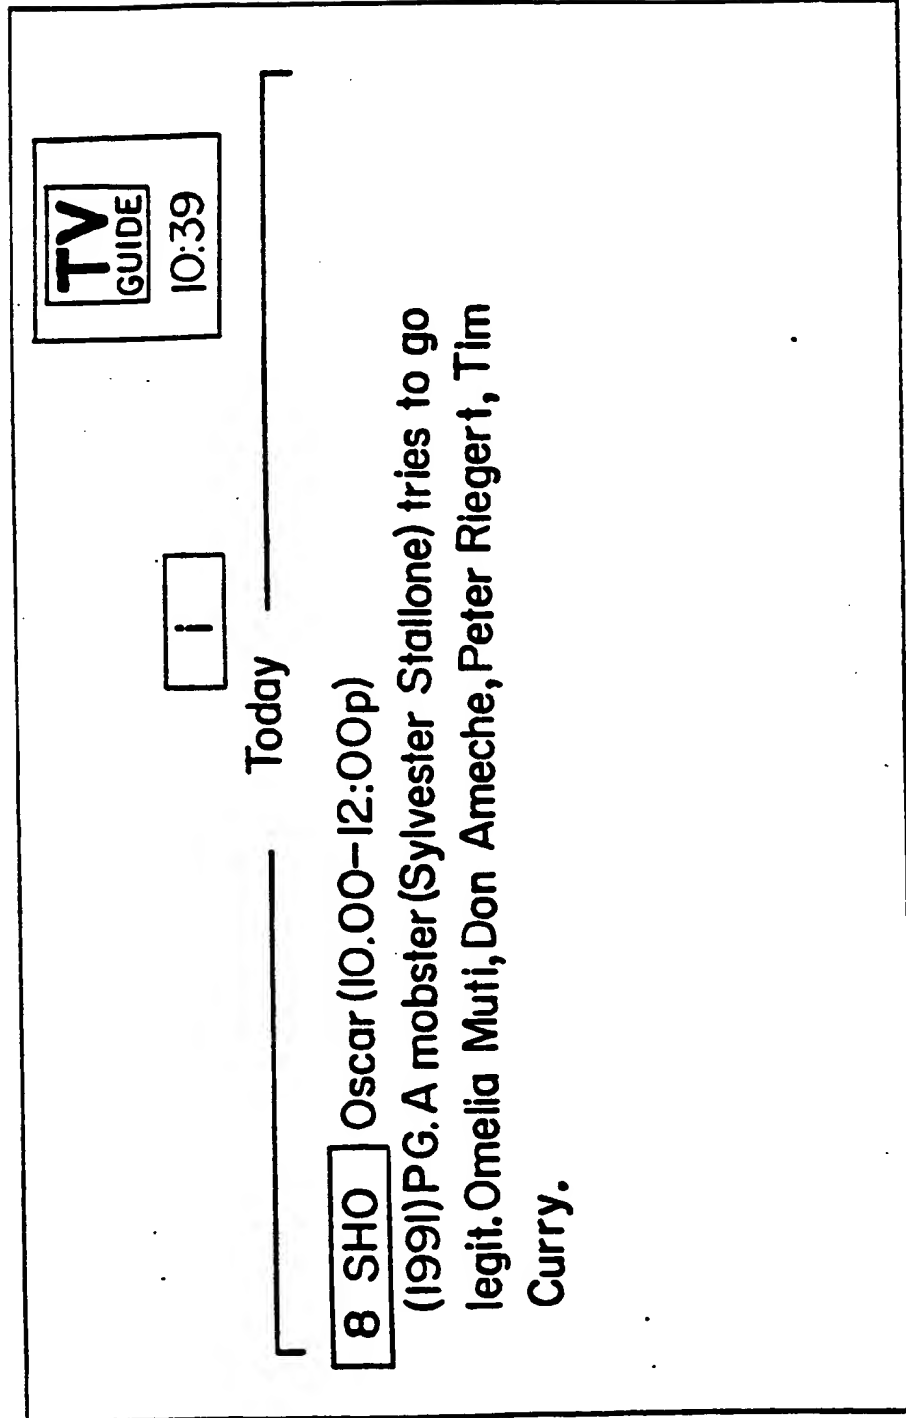 TV
GUIDE
10:39
i
Today
8 SHO Oscar (10.00-12:00p)
(1991)PG. A mobster (Sylvester Stallone) tries to go
legit. Omelia Muti, Don Ameche, Peter Riegert, Tim
Curry.